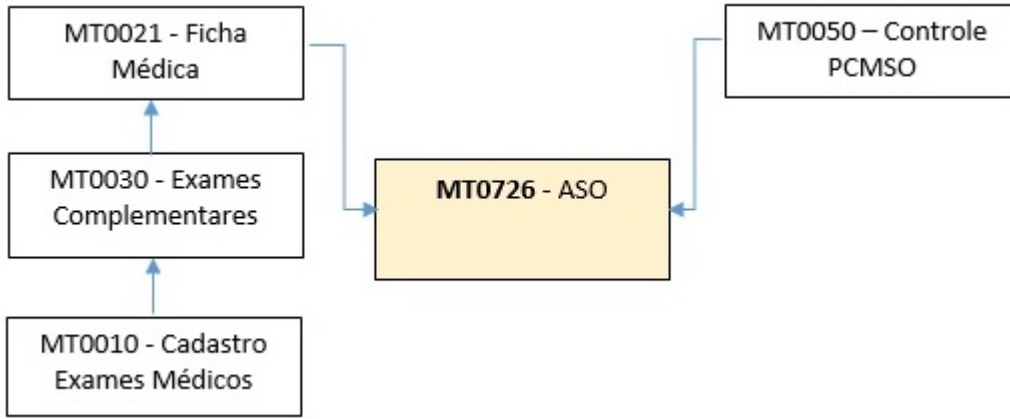 MT0021 - Ficha
Médica
MT0050 – Controle
PCMSO
MT0030 - Exames
Complementares
MT0726 - ASO
MT0010 - Cadastro
Exames Médicos